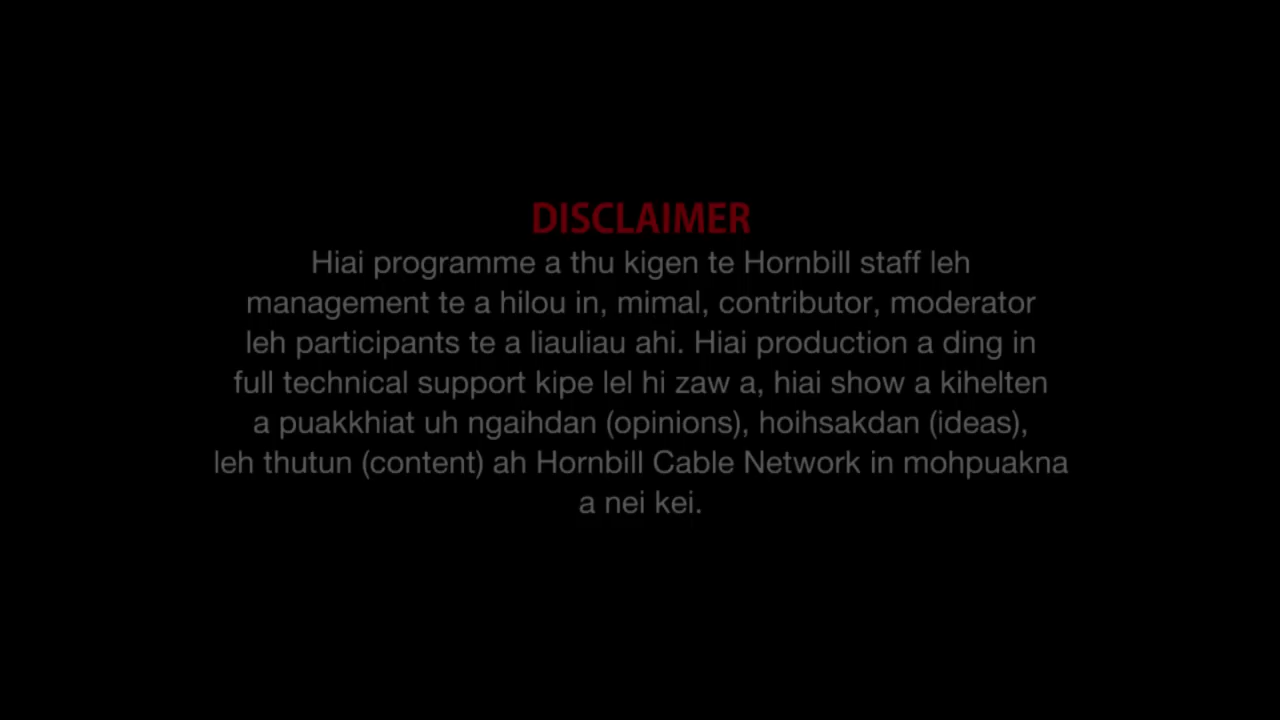 DISCLAIMER
Hiai programme a thu kigen te Hornbill staff leh
management te a hilou in, mimal, contributor, moderator
leh participants te a liauliau ahi. Hiai production a ding in
full technical support kipe lel hi zaw a, hiai show a kihelten
a puakkhiat uh ngaihdan (opinions), hoihsakdan (ideas),
leh thutun (content) ah Hornbill Cable Network in mohpuakna
a nei kei.